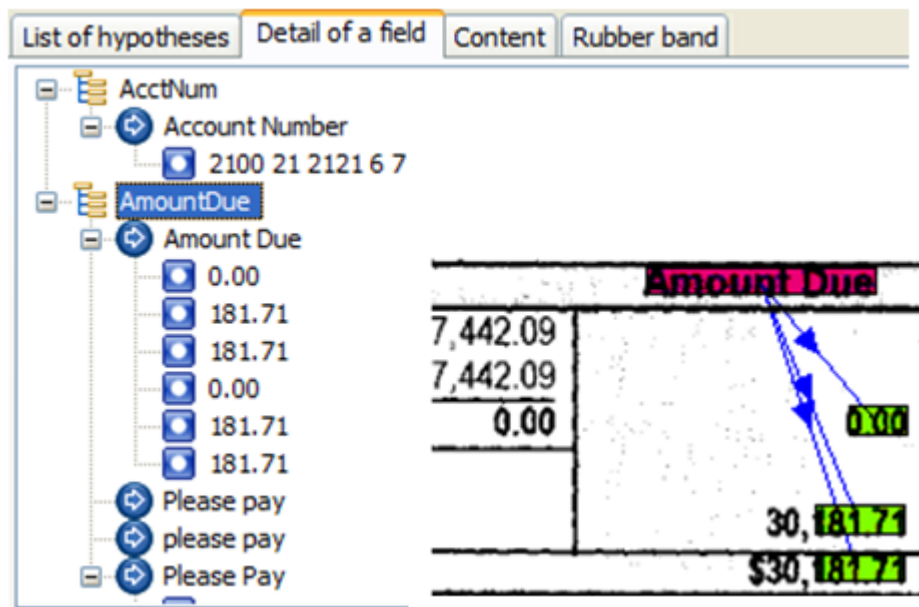 List of hypotheses Detail of a field Content Rubber band
AcctNum
Account Number
2100 21 2121 6 7
AmountDue
Amount Due
0.00
181.71
181.71
0.00
181.71
181.71
Please pay
please pay
Please Pay
Amount Due
7,442.09
7,442.09
0.00 0.00
30,181.71
$30,181.71